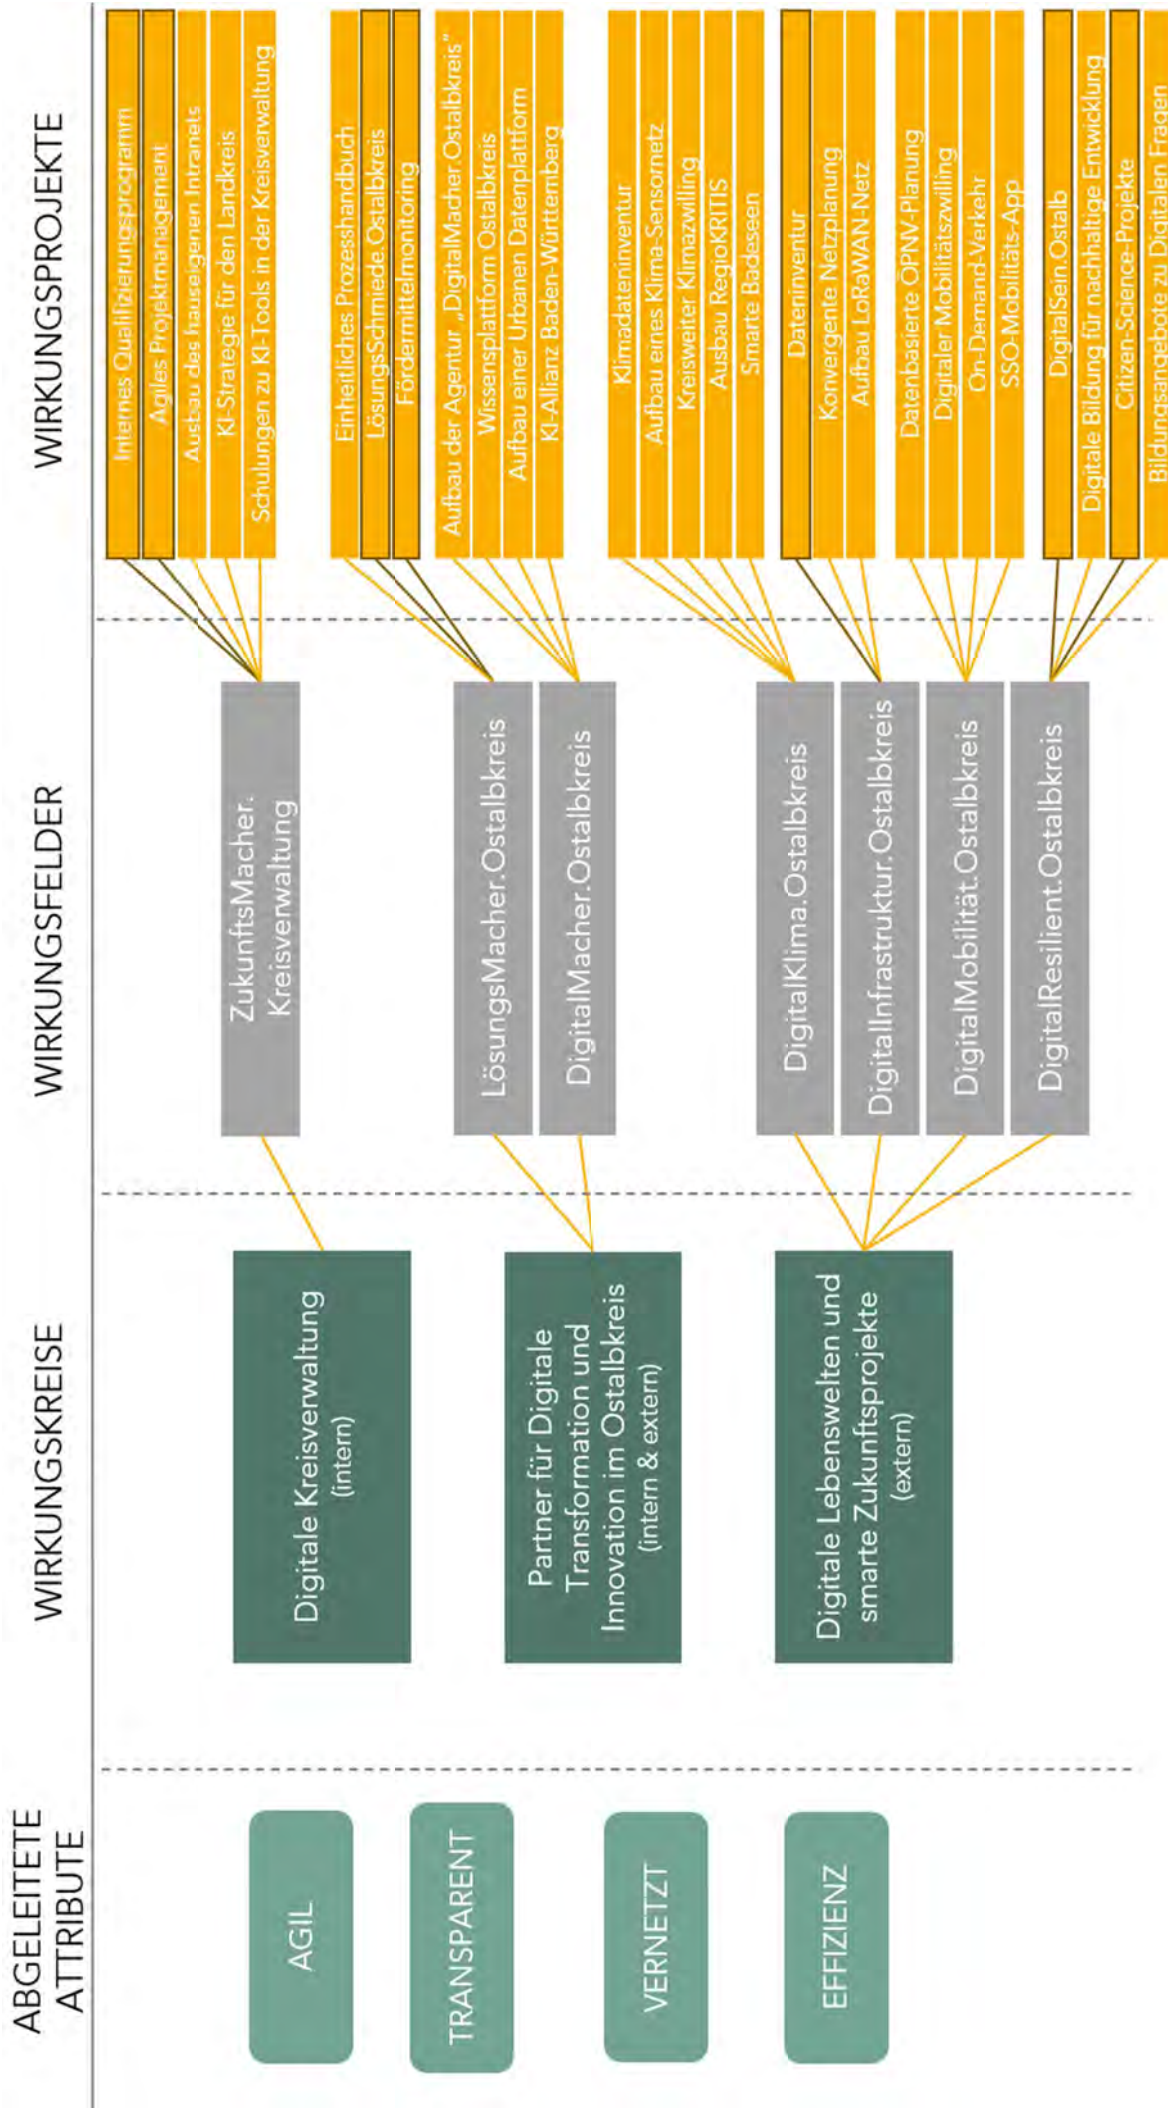 ABGELEITETE
ATTRIBUTE
AGIL
TRANSPARENT
VERNETZT
EFFIZIENZ
WIRKUNGSKREISE
Digitale Kreisverwaltung
(intern)
Partner für Digitale
Transformation und
Innovation im Ostalbkreis
(intern & extern)
Digitale Lebenswelten und
smarte Zukunftsprojekte
(extern)
WIRKUNGSFELDER
ZukunftsMacher.
Kreisverwaltung
LösungsMacher.Ostalbkreis
DigitalMacher.Ostalbkreis
DigitalKlima.Ostalbkreis
DigitalInfrastruktur.Ostalbkreis
DigitalMobilität.Ostalbkreis
DigitalResilient.Ostalbkreis
WIRKUNGSPROJEKTE
Internes Qualifizierungsprogramm
Agiles Projektmanagement
Ausbau des hauseigenen Intranets
KI-Strategie für den Landkreis
Schulungen zu KI-Tools in der Kreisverwaltung
Einheitliches Prozesshandbuch
LösungsSchmiede.Ostalbkreis
Fördermittelmonitoring
Aufbau der Agentur „DigitalMacher.Ostalbkreis“
Wissensplattform Ostalbkreis
Aufbau einer Urbanen Datenplattform
KI-Allianz Baden-Württemberg
Klimadateninventur
Aufbau eines Klima-Sensornetz
Kreisweiter Klimazwilling
Ausbau RegioKRITIS
Smarte Badeseen
Dateninventur
Konvergente Netzplanung
Aufbau LoRaWAN-Netz
Datenbasierte ÖPNV-Planung
Digitaler Mobilitätszwilling
On-Demand-Verkehr
SSO-Mobilitäts-App
DigitalSein.Ostalb
Digitale Bildung für nachhaltige Entwicklung
Citizen-Science-Projekte
Bildungsangebote zu Digitalen Fragen